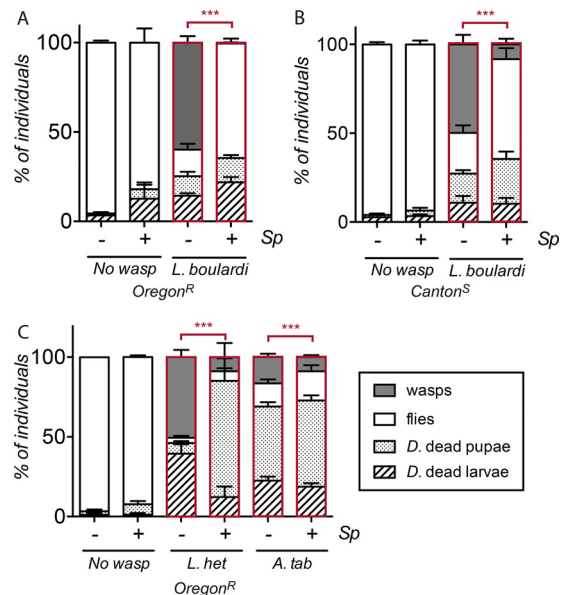 A
% of individuals
100
50
0
***
- + - + Sp
No wasp L. boulardi
Oregon^R
B
% of individuals
100
50
0
***
- + - + Sp
No wasp L. boulardi
Canton^S
C
% of individuals
100
50
0
*** ***
- + - + - + Sp
No wasp L. het A. tab
Oregon^R
wasps
flies
D. dead pupae
D. dead larvae